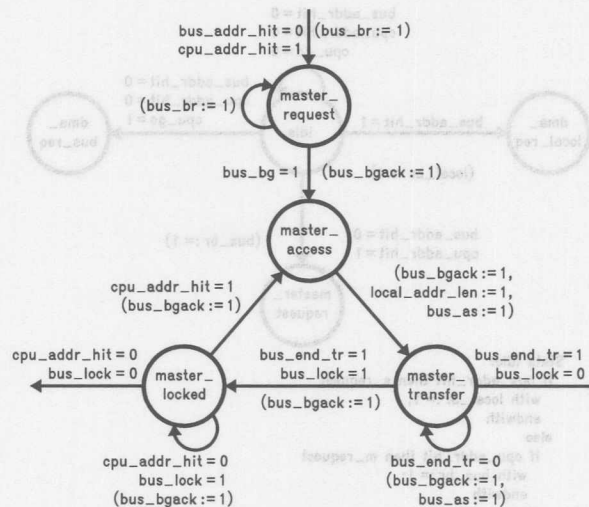 bus_addr_hit = 0 (bus_br := 1)
cpu_addr_hit = 1
(bus_br := 1)
master_
request
bus_bg = 1 (bus_bgack := 1)
master_
access
cpu_addr_hit = 1
(bus_bgack := 1)
(bus_bgack := 1,
local_addr_len := 1,
bus_as := 1)
cpu_addr_hit = 0
bus_lock = 0
master_
locked
bus_end_tr = 1
bus_lock = 1
(bus_bgack := 1)
master_
transfer
bus_end_tr = 1
bus_lock = 0
cpu_addr_hit = 0
bus_lock = 1
(bus_bgack := 1)
bus_end_tr = 0
(bus_bgack := 1,
bus_as := 1)